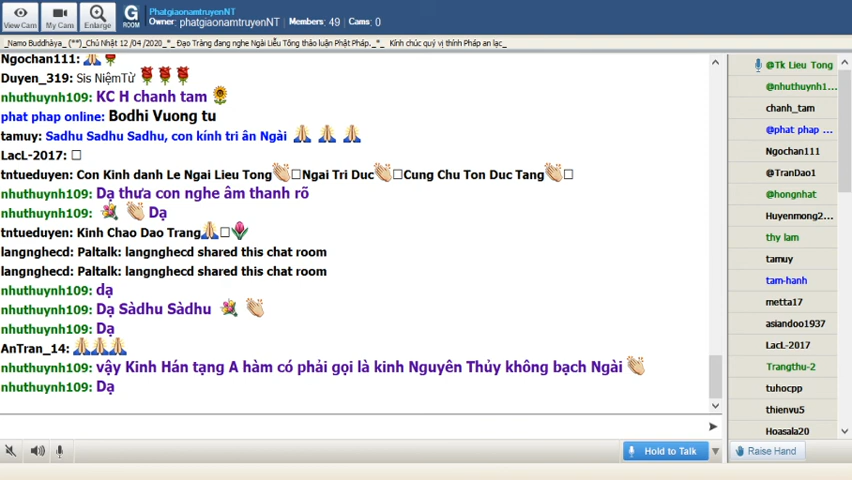 View Cam
My Cam
Enlarge
G
ROOM
PhatgiaonamtruyenNT
Owner: phatgiaonamtruyenNT Members: 49 Cams: 0
_Namo Buddhàya_ (**)_Chủ Nhật 12 /04 /2020_*_ Đạo Tràng đang nghe Ngài Liễu Tông thảo luận Phật Pháp._*_ Kính chúc quý vị thính Pháp an lạc_
Ngochan111:
Duyen_319: Sis NiệmTừ
nhuthuynh109: KC H chanh tam
phat phap online: Bodhi Vuong tu
tamuy: Sadhu Sadhu Sadhu, con kính tri ân Ngài
LacL-2017:
tntueduyen: Con Kinh danh Le Ngai Lieu Tong Ngai Tri Duc Cung Chu Ton Duc Tang
nhuthuynh109: Dạ thưa con nghe âm thanh rõ
nhuthuynh109: Dạ
tntueduyen: Kinh Chao Dao Trang
langnghecd: Paltalk: langnghecd shared this chat room
langnghecd: Paltalk: langnghecd shared this chat room
nhuthuynh109: dạ
nhuthuynh109: Dạ Sàdhu Sàdhu
nhuthuynh109: Dạ
AnTran_14:
nhuthuynh109: vậy Kinh Hán tạng A hàm có phải gọi là kinh Nguyên Thủy không bạch Ngài
nhuthuynh109: Dạ
Hold to Talk
@Tk Lieu Tong
@nhuthuynh1...
chanh_tam
@phat phap ...
Ngochan111
@TranDao1
@hongnhat
Huyenmong2...
thy lam
tamuy
tam-hanh
metta17
asiandoo1937
LacL-2017
Trangthu-2
tuhocpp
thienvu5
Hoasala20
Raise Hand